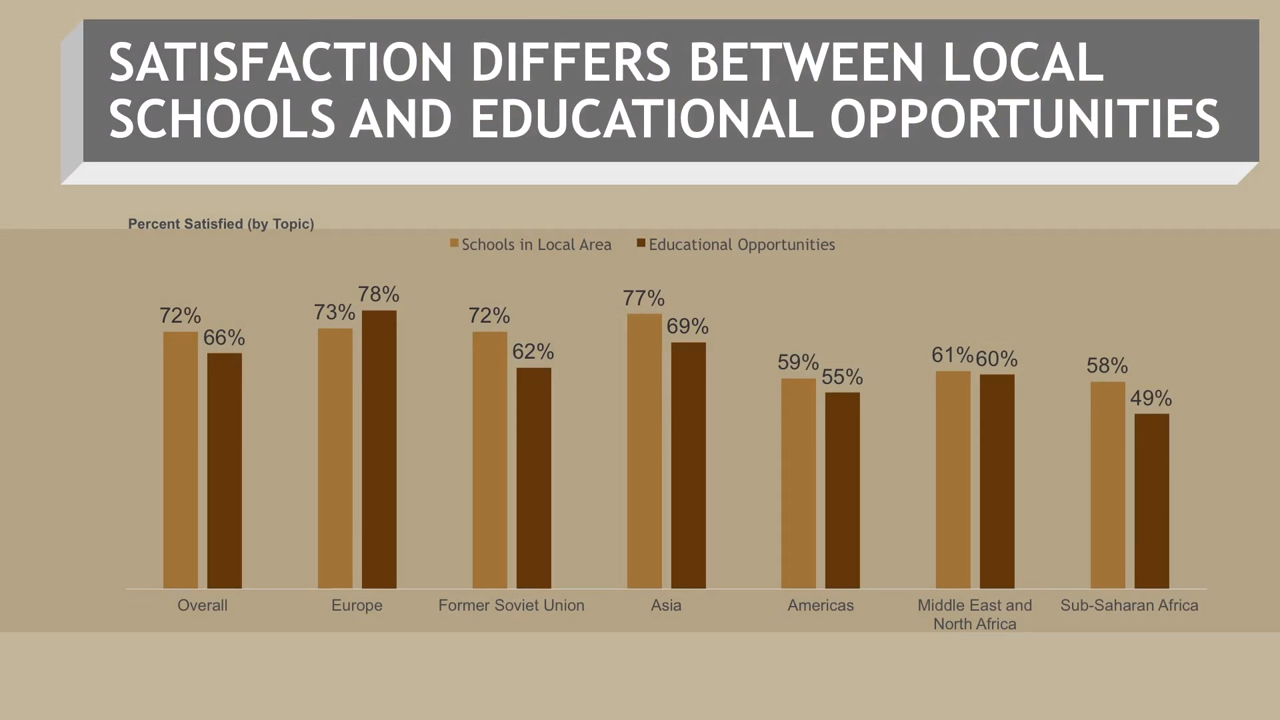 SATISFACTION DIFFERS BETWEEN LOCAL
SCHOOLS AND EDUCATIONAL OPPORTUNITIES
Percent Satisfied (by Topic)
Schools in Local Area Educational Opportunities
72% 66% 73% 78% 72% 62% 77% 69% 59% 55% 61% 60% 58% 49%
Overall Europe Former Soviet Union Asia Americas Middle East and Sub-Saharan Africa
North Africa